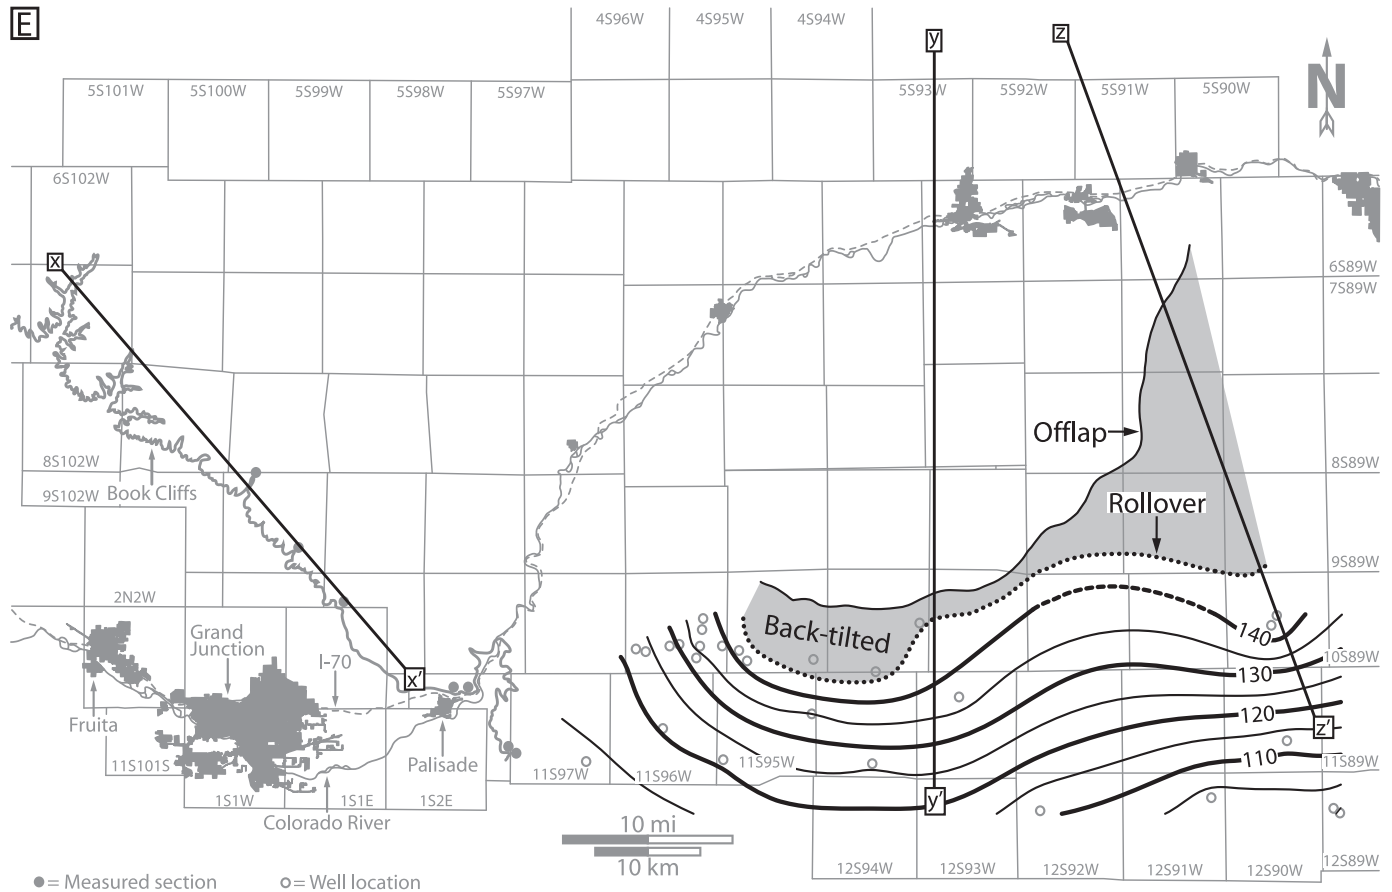 E
4S96W 4S95W 4S94W
y
z
N
5S101W 5S100W 5S99W 5S98W 5S97W 5S93W 5S92W 5S91W 5S90W
6S102W
x
6S89W
7S89W
Offlap
8S102W
8S89W
9S102W
Book Cliffs
Rollover
9S89W
2N2W
Grand
Junction
I-70
Back-tilted
140
10S89W
130
x'
Fruita
120
z'
110
11S101S
Palisade
11S97W 11S96W 11S95W
11S89W
1S1W 1S1E 1S2E
y'
Colorado River
10 mi
10 km
12S94W 12S93W 12S92W 12S91W 12S90W 12S89W
= Measured section = Well location